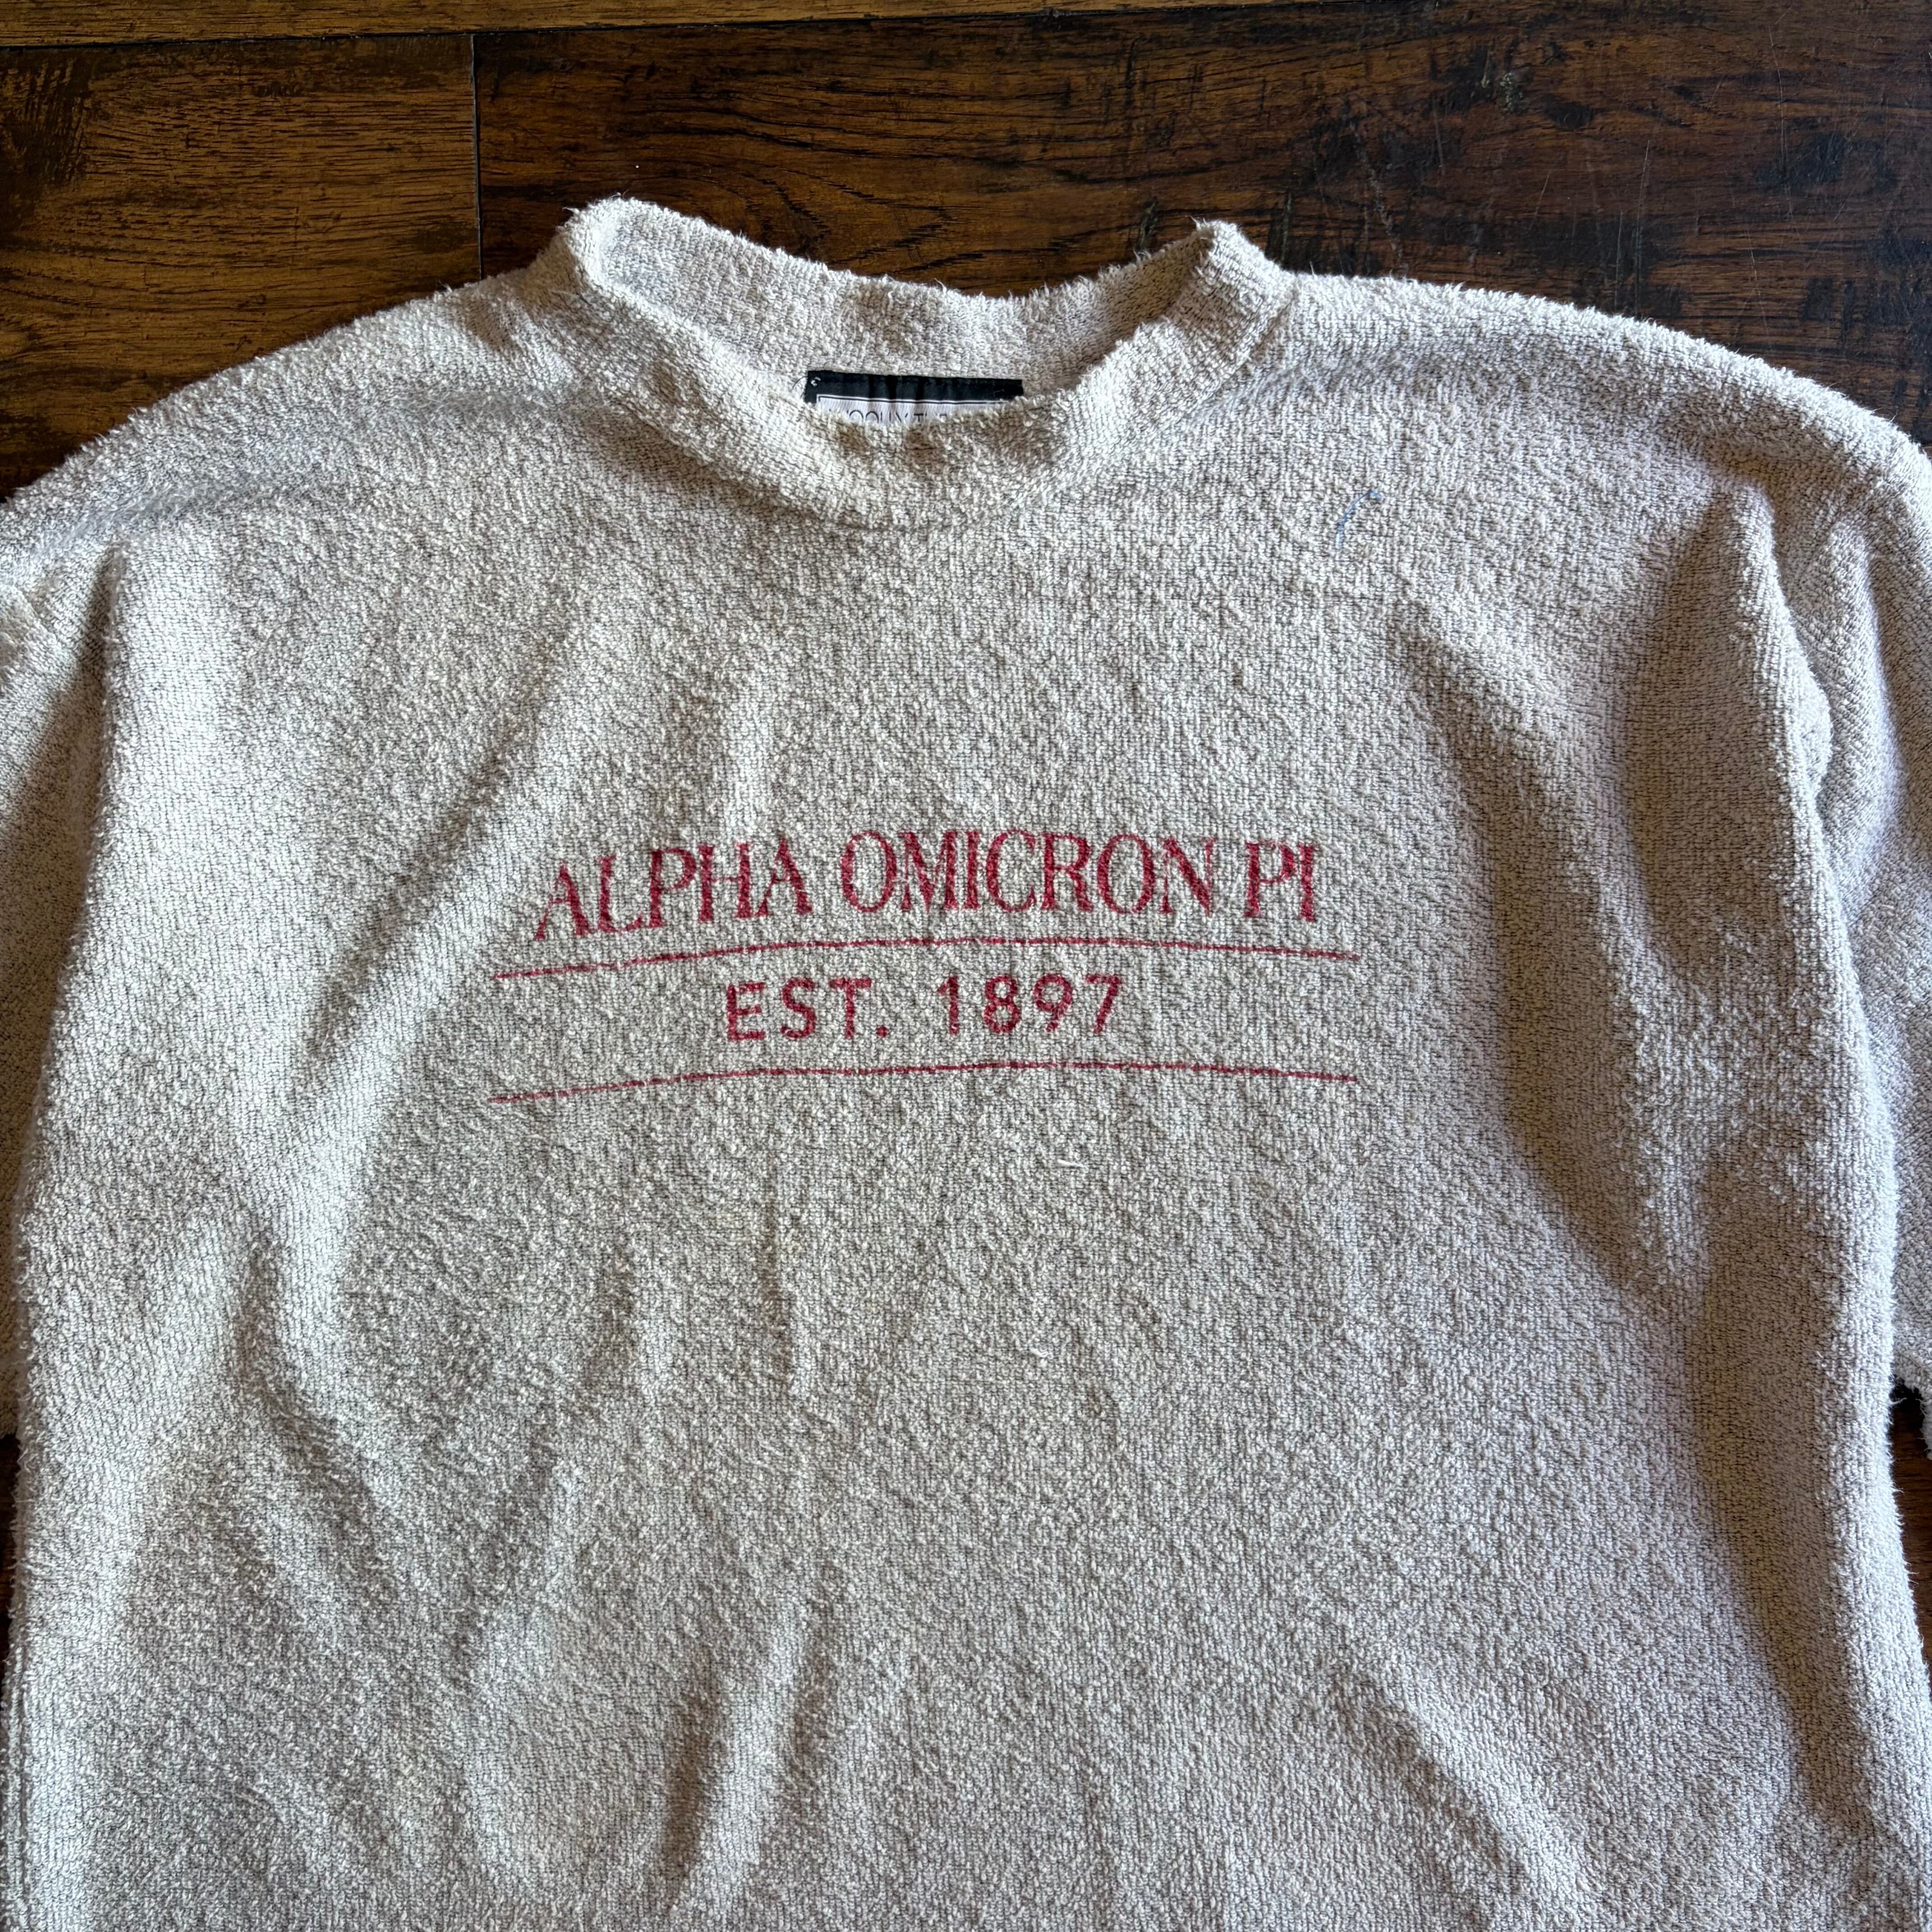 ALPHA OMICRON PI
EST. 1897